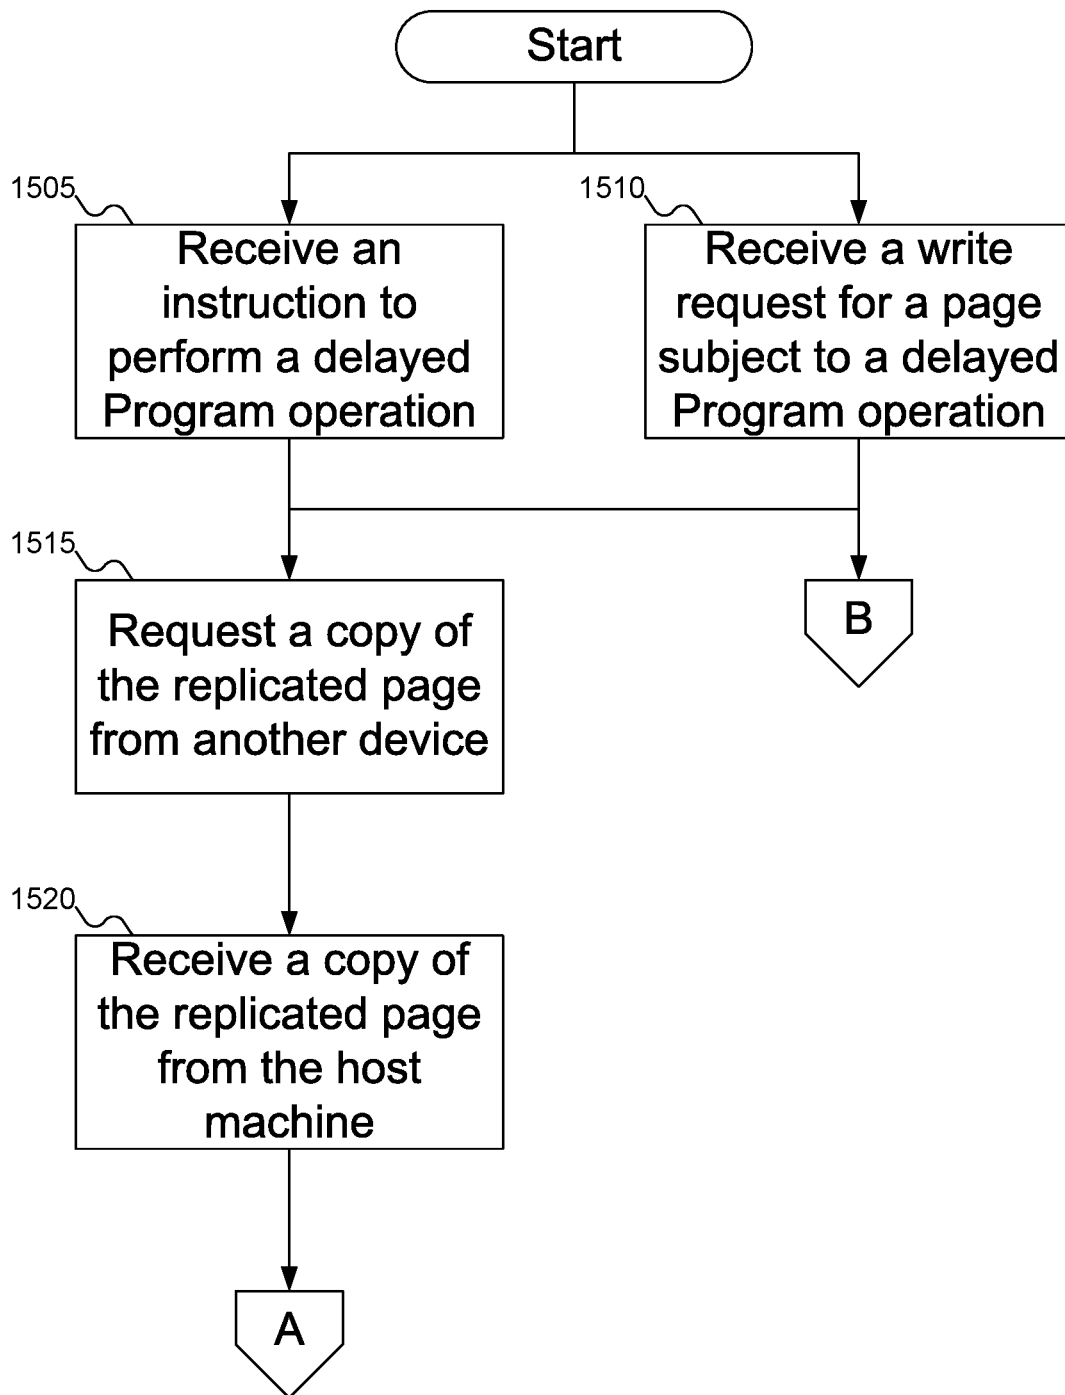 Start
1505
Receive an
instruction to
perform a delayed
Program operation
1510
Receive a write
request for a page
subject to a delayed
Program operation
1515
Request a copy of
the replicated page
from another device
B
1520
Receive a copy of
the replicated page
from the host
machine
A